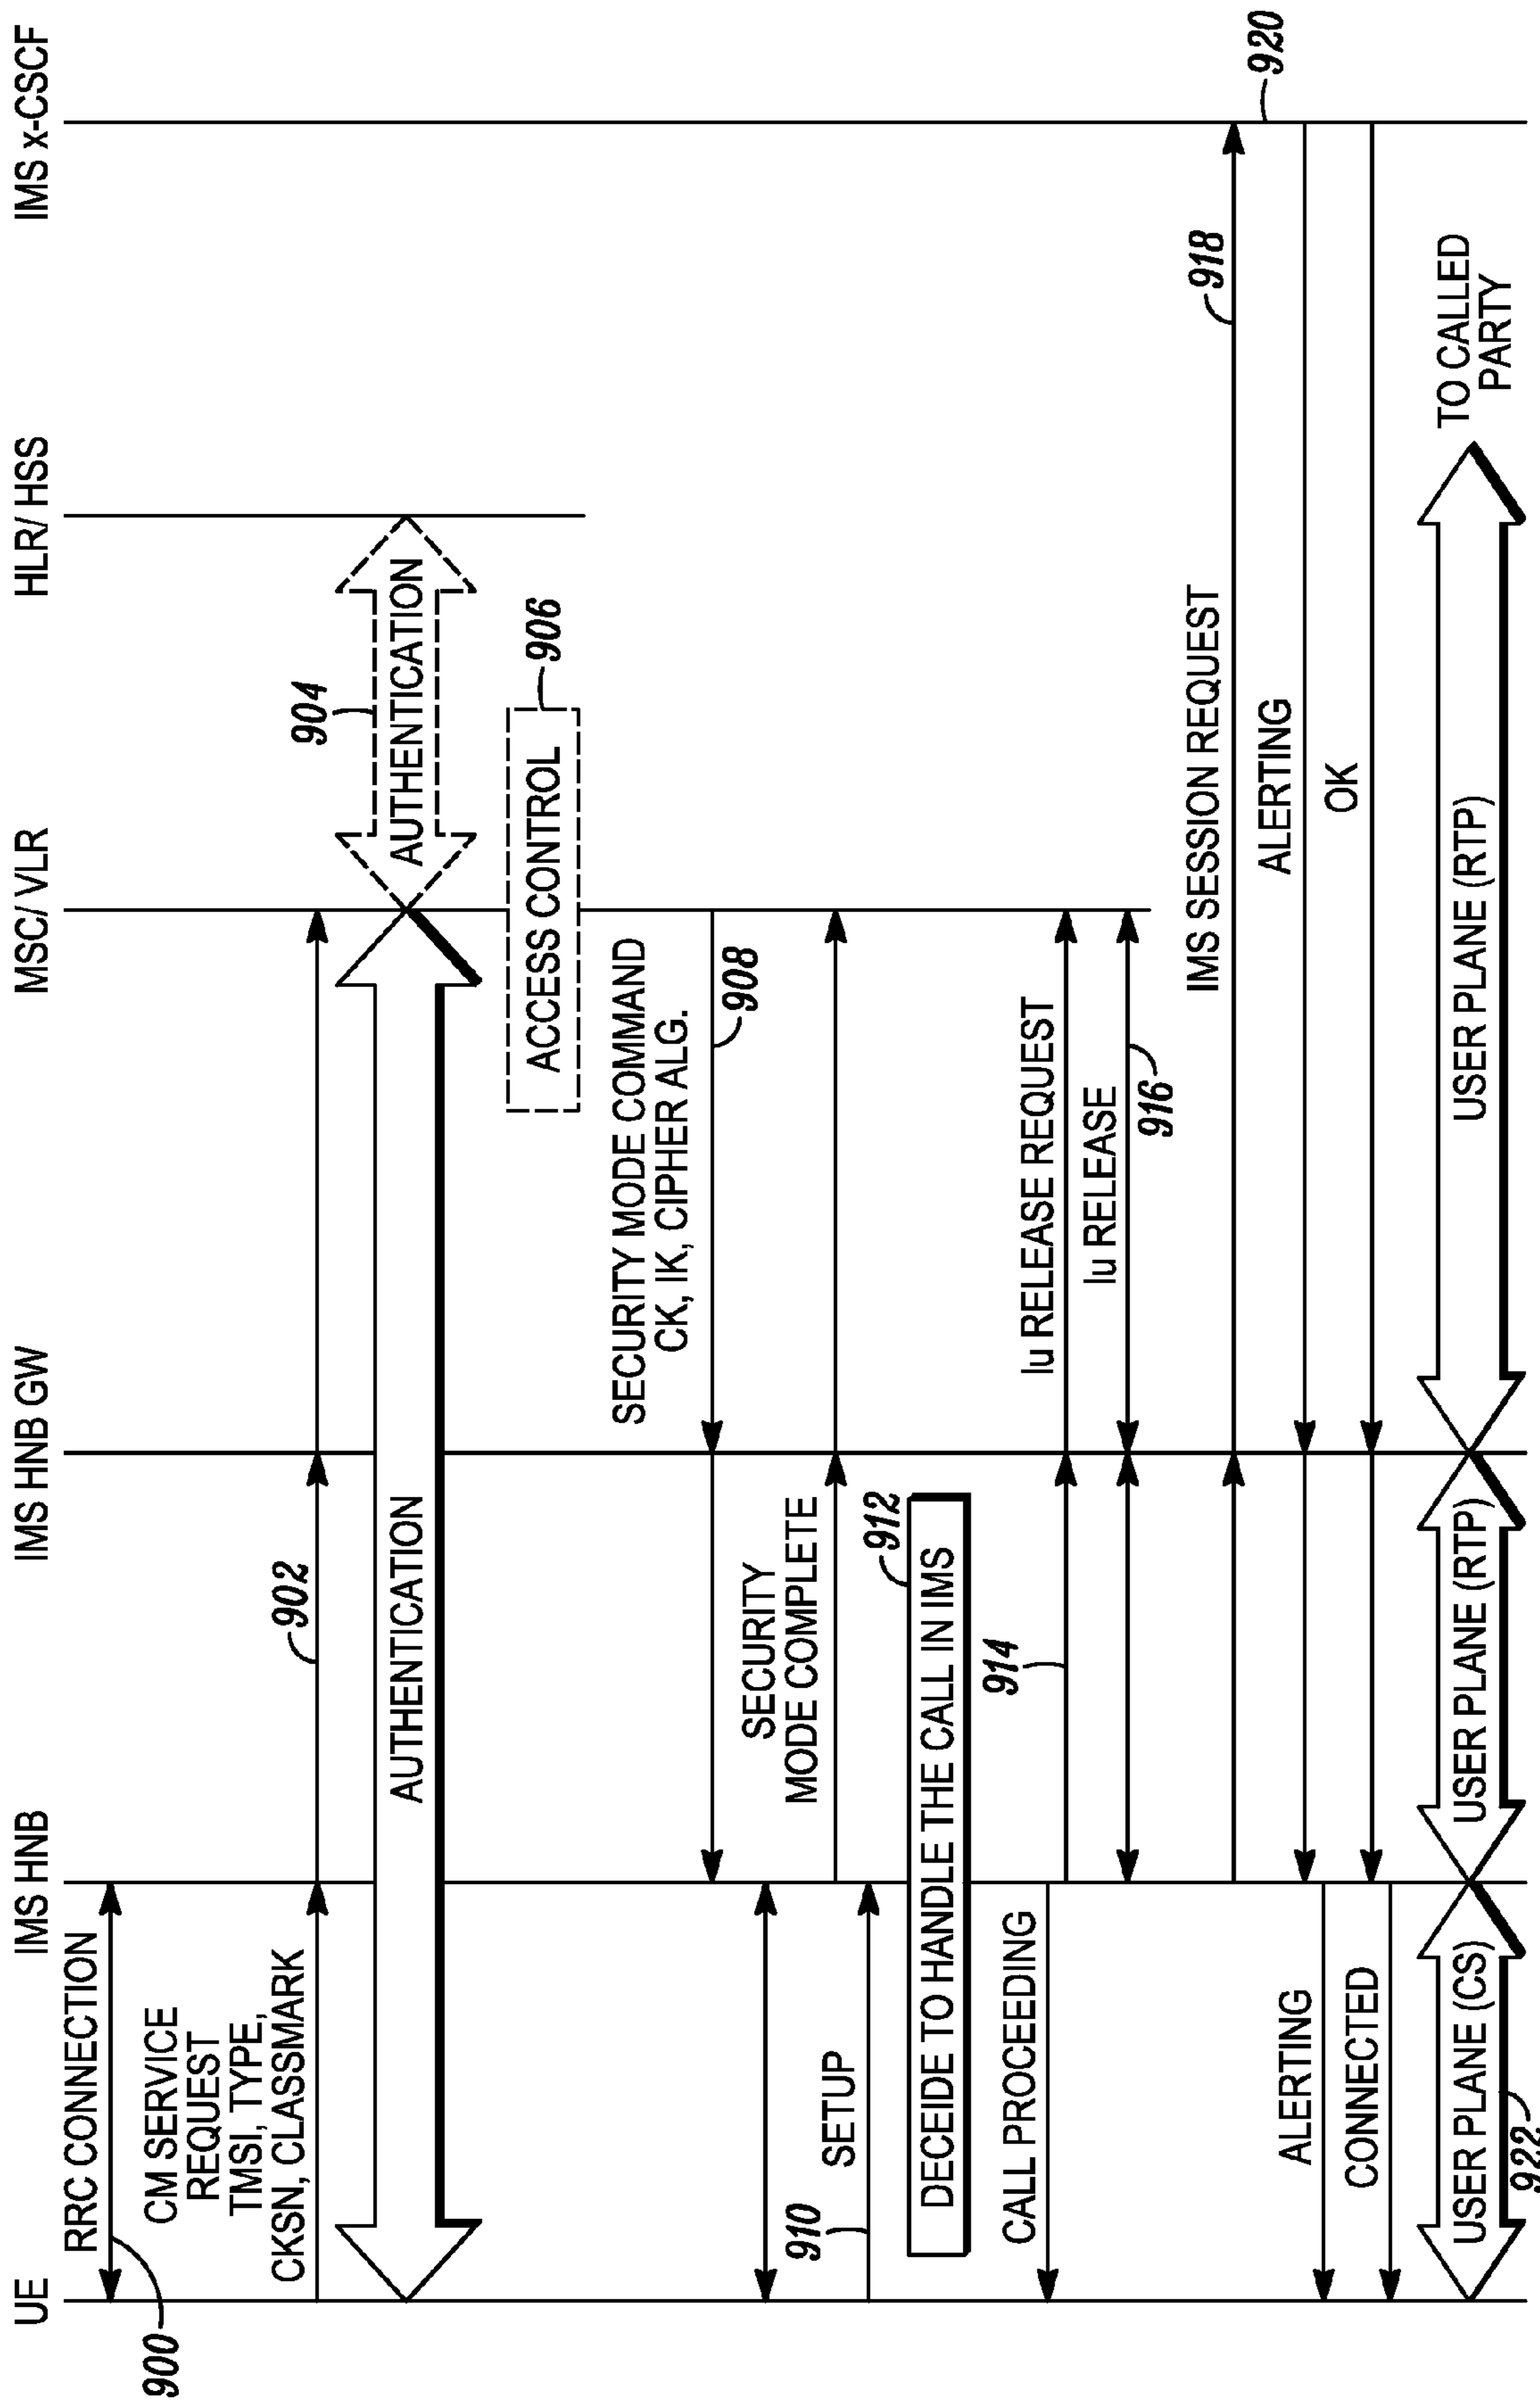 UE
IMS HNB
IMS HNB GW
MSC/ VLR
HLR/ HSS
IMS x-CSCF
900
RRC CONNECTION
CM SERVICE
REQUEST
TMSI, TYPE,
CKSN, CLASSMARK
902
904
AUTHENTICATION
AUTHENTICATION
ACCESS CONTROL
906
SECURITY MODE COMMAND
CK, IK, CIPHER ALG.
908
SECURITY
MODE COMPLETE
910
SETUP
912
DECEIDE TO HANDLE THE CALL IN IMS
CALL PROCEEDING
914
Iu RELEASE REQUEST
Iu RELEASE
916
IMS SESSION REQUEST
918
920
ALERTING
ALERTING
OK
CONNECTED
USER PLANE (CS)
USER PLANE (RTP)
USER PLANE (RTP)
TO CALLED
PARTY
922